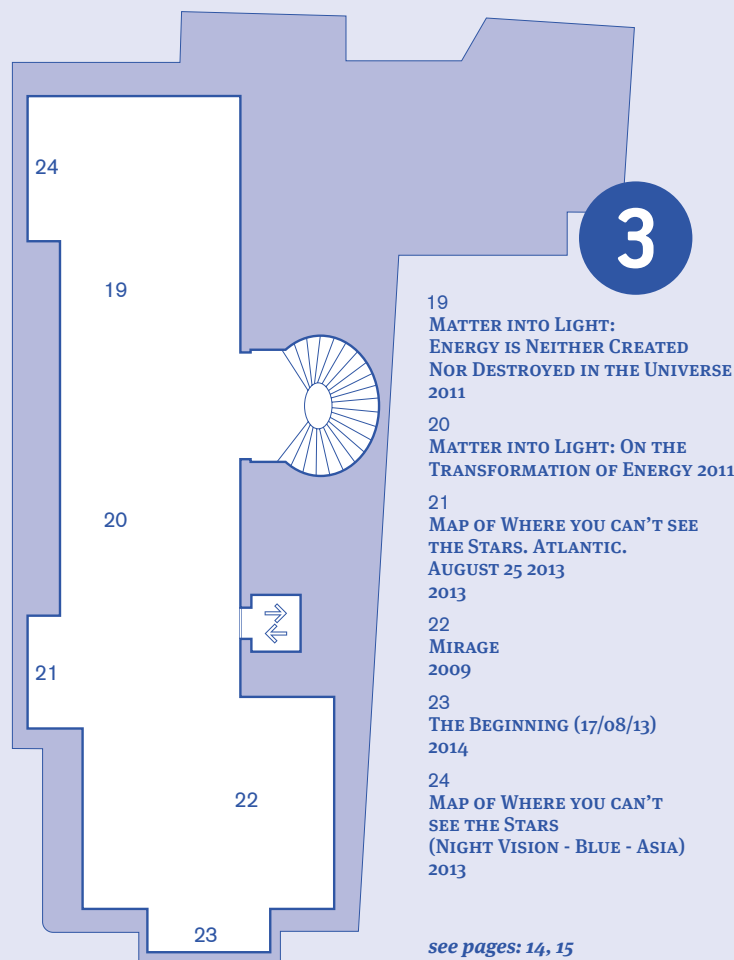 24
19
20
21
22
23
3
19
Matter into Light:
Energy is Neither Created
Nor Destroyed in the Universe
2011
20
Matter into Light: On the
Transformation of Energy 2011
21
Map of Where you can't see
the Stars. Atlantic.
August 25 2013
2013
22
Mirage
2009
23
The Beginning (17/08/13)
2014
24
Map of Where you can't
see the Stars
(Night Vision - Blue - Asia)
2013
see pages: 14, 15